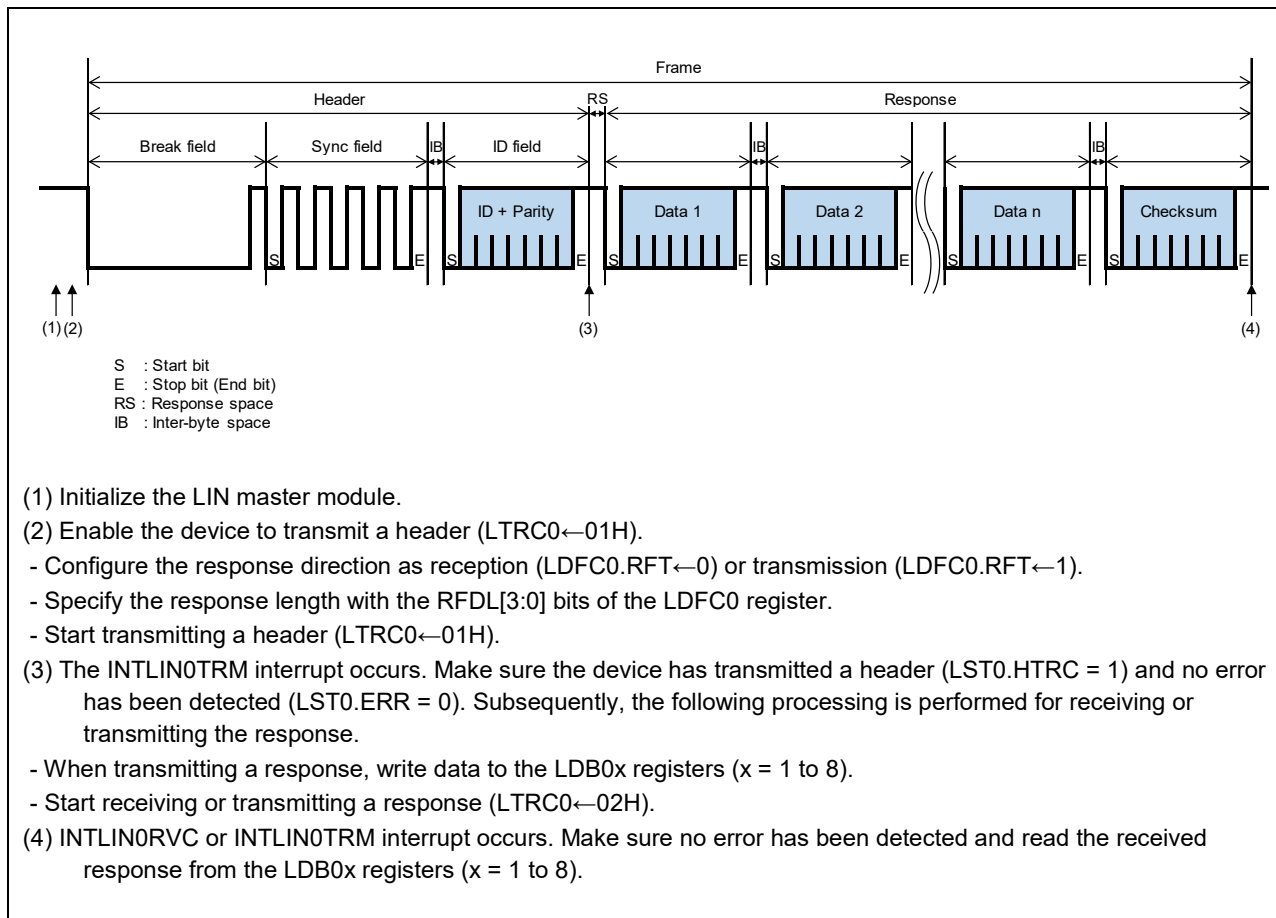 Frame
Header RS Response
Break field Sync field IB ID field IB IB
ID + Parity Data 1 Data 2 Data n Checksum
S E S E S E S E S E S E
(1) (2) (3) (4)
S : Start bit
E : Stop bit (End bit)
RS : Response space
IB : Inter-byte space
(1) Initialize the LIN master module.
(2) Enable the device to transmit a header (LTRC0←01H).
- Configure the response direction as reception (LDFC0.RFT←0) or transmission (LDFC0.RFT←1).
- Specify the response length with the RFDL[3:0] bits of the LDFC0 register.
- Start transmitting a header (LTRC0←01H).
(3) The INTLIN0TRM interrupt occurs. Make sure the device has transmitted a header (LST0.HTRC = 1) and no error
has been detected (LST0.ERR = 0). Subsequently, the following processing is performed for receiving or
transmitting the response.
- When transmitting a response, write data to the LDB0x registers (x = 1 to 8).
- Start receiving or transmitting a response (LTRC0←02H).
(4) INTLIN0RVC or INTLIN0TRM interrupt occurs. Make sure no error has been detected and read the received
response from the LDB0x registers (x = 1 to 8).